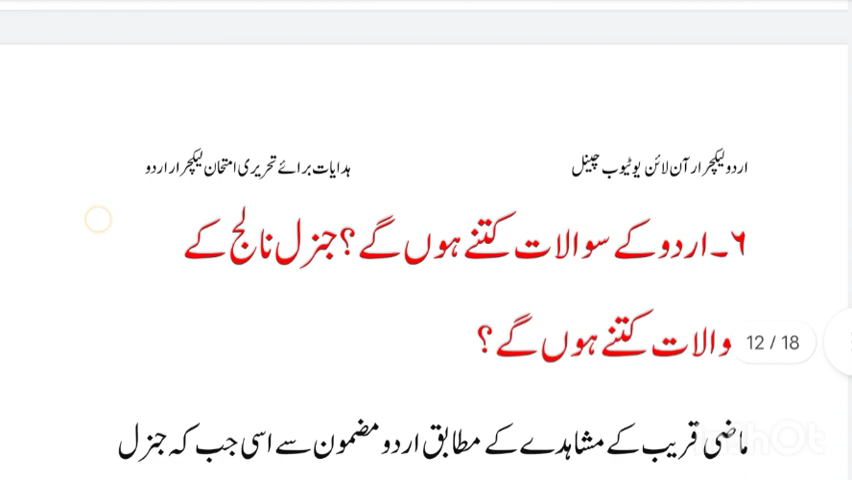 اردو لیکچرار آن لائن یوٹیوب چینل
ہدایات برائے تحریری امتحان لیکچرار اردو
۶۔ اردو کے سوالات کتنے ہوں گے؟ جنرل نالج کے
والات کتنے ہوں گے؟
12 / 18
ماضی قریب کے مشاہدے کے مطابق اردو مضمون سے اسی جب کہ جنرل